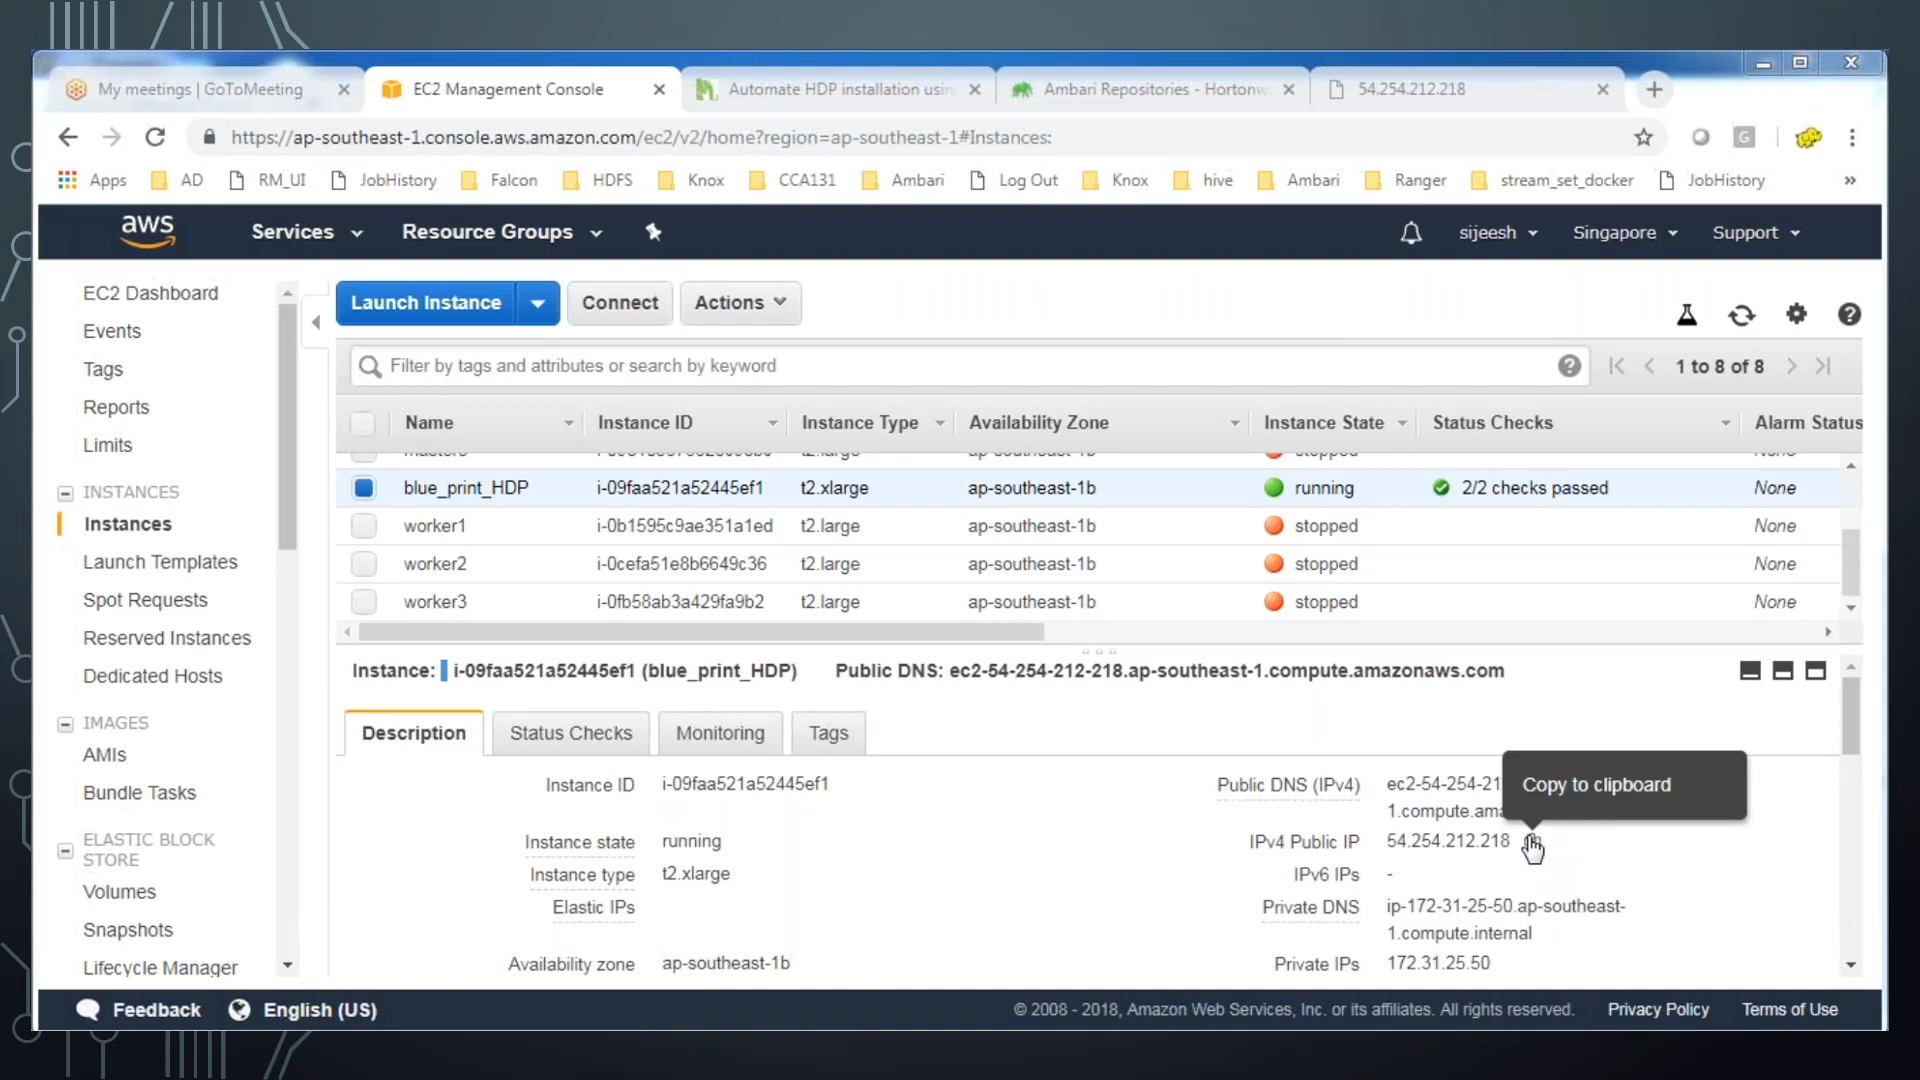 My meetings | GoToMeeting
EC2 Management Console
Automate HDP installation usin
Ambari Repositories - Hortonw
54.254.212.218
https://ap-southeast-1.console.aws.amazon.com/ec2/v2/home?region=ap-southeast-1#Instances:
G
Apps AD RM_UI JobHistory Falcon HDFS Knox CCA131 Ambari Log Out Knox hive Ambari Ranger stream_set_docker JobHistory »
aws Services Resource Groups sijeesh Singapore Support
EC2 Dashboard
Events
Tags
Reports
Limits
INSTANCES
Instances
Launch Templates
Spot Requests
Reserved Instances
Dedicated Hosts
IMAGES
AMIs
Bundle Tasks
ELASTIC BLOCK
STORE
Volumes
Snapshots
Lifecycle Manager
Launch Instance Connect Actions
Filter by tags and attributes or search by keyword
1 to 8 of 8
Name Instance ID Instance Type Availability Zone Instance State Status Checks Alarm Status
blue_print_HDP i-09faa521a52445ef1 t2.xlarge ap-southeast-1b running 2/2 checks passed None
worker1 i-0b1595c9ae351a1ed t2.large ap-southeast-1b stopped None
worker2 i-0cefa51e8b6649c36 t2.large ap-southeast-1b stopped None
worker3 i-0fb58ab3a429fa9b2 t2.large ap-southeast-1b stopped None
Instance: i-09faa521a52445ef1 (blue_print_HDP) Public DNS: ec2-54-254-212-218.ap-southeast-1.compute.amazonaws.com
Description Status Checks Monitoring Tags
Instance ID i-09faa521a52445ef1
Instance state running
Instance type t2.xlarge
Elastic IPs
Availability zone ap-southeast-1b
Public DNS (IPv4) ec2-54-254-21
1.compute.ama
Copy to clipboard
IPv4 Public IP 54.254.212.218
IPv6 IPs -
Private DNS ip-172-31-25-50.ap-southeast-
1.compute.internal
Private IPs 172.31.25.50
Feedback English (US)
© 2008 - 2018, Amazon Web Services, Inc. or its affiliates. All rights reserved. Privacy Policy Terms of Use